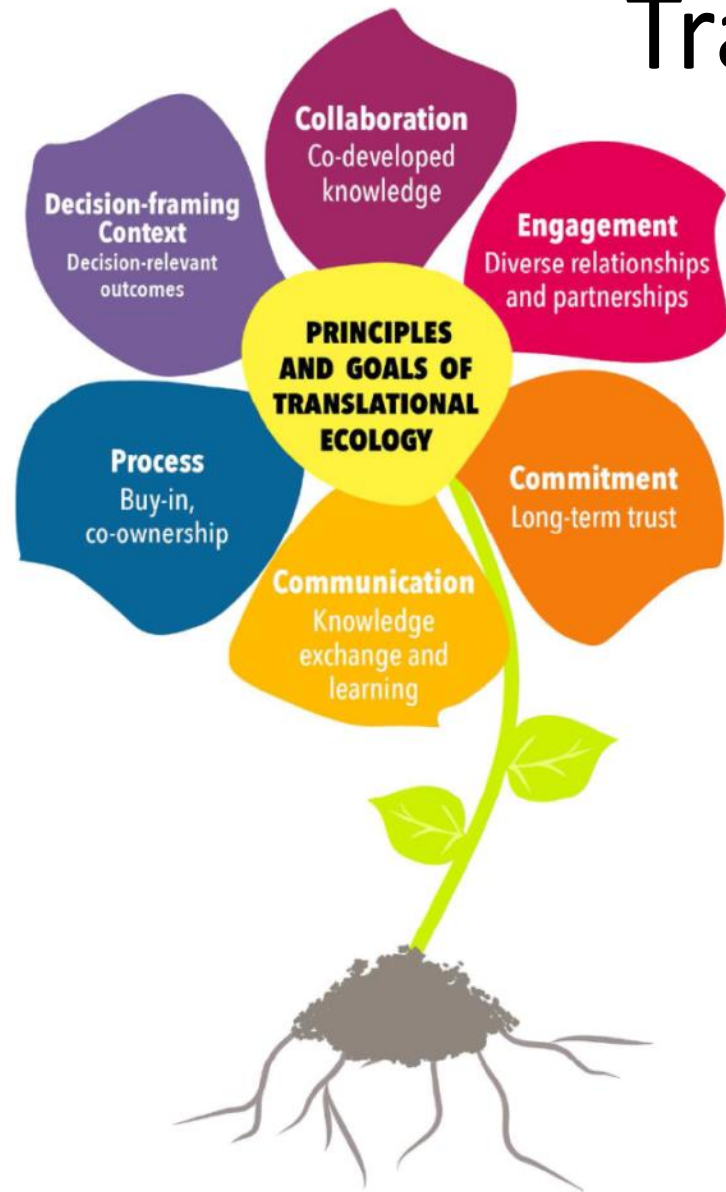 Tra
Collaboration
Co-developed
knowledge
Engagement
Diverse relationships
and partnerships
Commitment
Long-term trust
Communication
Knowledge
exchange and
learning
Process
Buy-in,
co-ownership
Decision-framing
Context
Decision-relevant
outcomes
PRINCIPLES
AND GOALS OF
TRANSLATIONAL
ECOLOGY